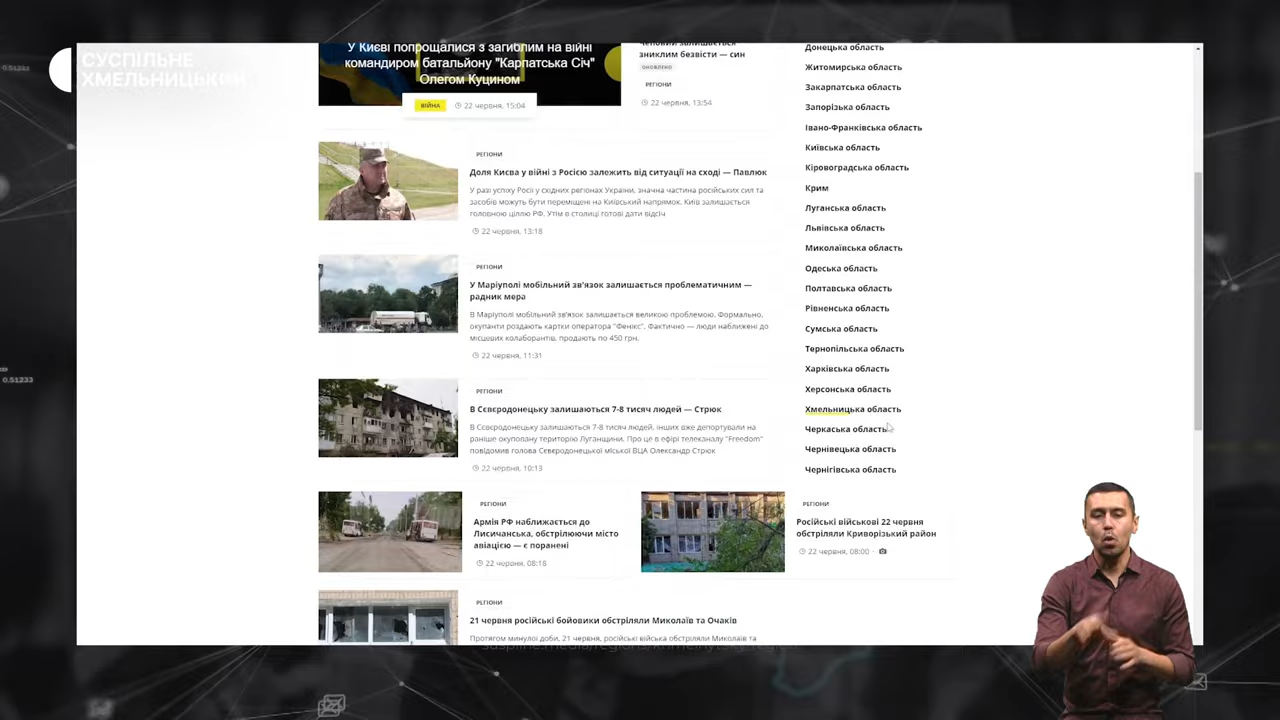 СУСПІЛЬНЕ
ХМЕЛЬНИЦЬКИЙ
0.51233
0.51233
У Києві попрощалися з загиблим на війні
командиром батальйону "Карпатська Січ"
Олегом Куцином
ВІЙНА
22 червня, 15:04
залишається
зниклим безвісти — син
ОНОВЛЕНО
РЕГІОНИ
22 червня, 13:54
РЕГІОНИ
Доля Києва у війні з Росією залежить від ситуації на сході — Павлюк
У разі успіху Росії у східних регіонах України, значна частина російських сил та
засобів можуть бути переміщені на Київський напрямок. Київ залишається
головною ціллю РФ. Утім в столиці готові дати відсіч
22 червня, 13:18
РЕГІОНИ
У Маріуполі мобільний зв'язок залишається проблематичним —
радник мера
В Маріуполі мобільний зв'язок залишається великою проблемою. Формально,
окупанти роздають картки оператора "Фенікс". Фактично — люди наближені до
місцевих колаборантів, продають по 450 грн.
22 червня, 11:31
РЕГІОНИ
В Сєвєродонецьку залишаються 7-8 тисяч людей — Стрюк
В Сєвєродонецьку залишаються 7-8 тисяч людей, інших вже депортували на
раніше окуповану територію Луганщини. Про це в ефірі телеканалу "Freedom"
повідомив голова Сєвєродонецької міської ВЦА Олександр Стрюк
22 червня, 10:13
РЕГІОНИ
Армія РФ наближається до
Лисичанська, обстрілюючи місто
авіацією — є поранені
22 червня, 08:18
РЕГІОНИ
Російські військові 22 червня
обстріляли Криворізький район
22 червня, 08:00
РЕГІОНИ
21 червня російські бойовики обстріляли Миколаїв та Очаків
Протягом минулої доби, 21 червня, російські війська обстріляли Миколаїв та
Донецька область
Житомирська область
Закарпатська область
Запорізька область
Івано-Франківська область
Київська область
Кіровоградська область
Крим
Луганська область
Львівська область
Миколаївська область
Одеська область
Полтавська область
Рівненська область
Сумська область
Тернопільська область
Харківська область
Херсонська область
Хмельницька область
Черкаська область
Чернівецька область
Чернігівська область